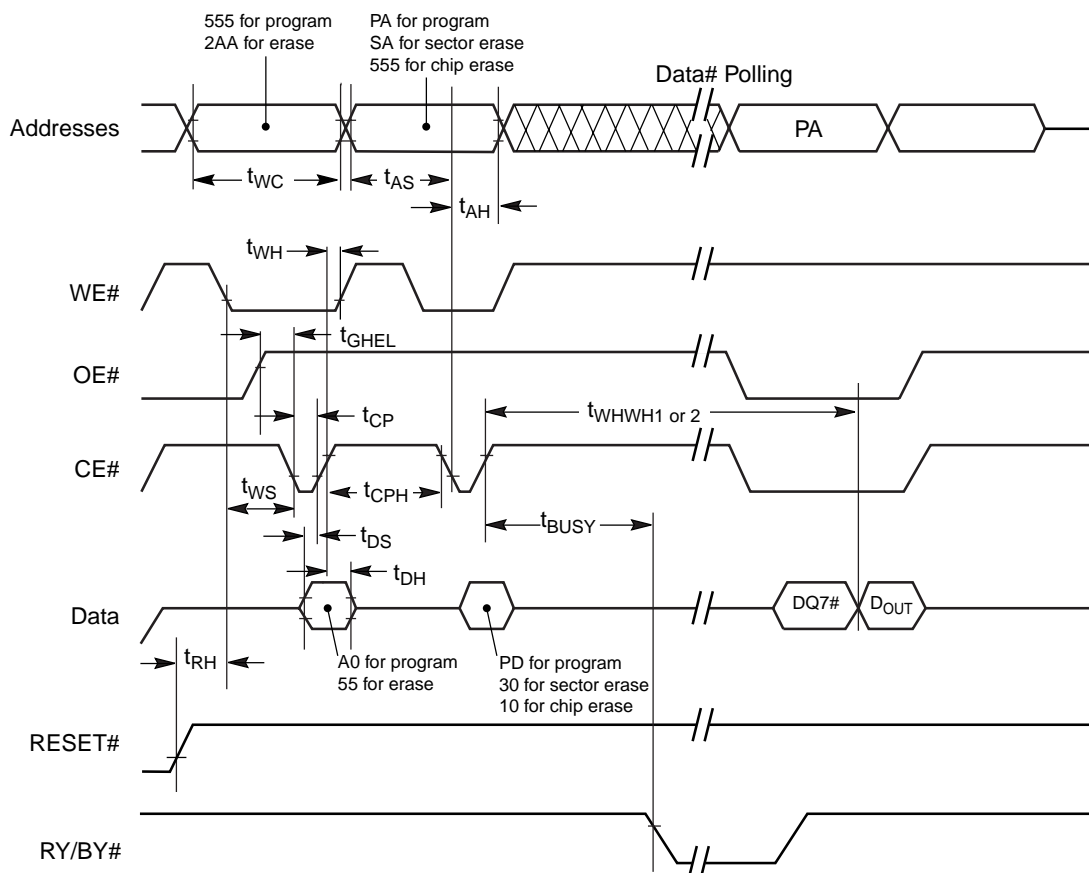 555 for program
2AA for erase
PA for program
SA for sector erase
555 for chip erase
Data# Polling
Addresses
PA
tWC
tAS
tAH
tWH
WE#
tGHEL
OE#
tWHWH1 or 2
tCP
CE#
tWS
tCPH
tBUSY
tDS
tDH
Data
DQ7#
DOUT
tRH
A0 for program
55 for erase
PD for program
30 for sector erase
10 for chip erase
RESET#
RY/BY#